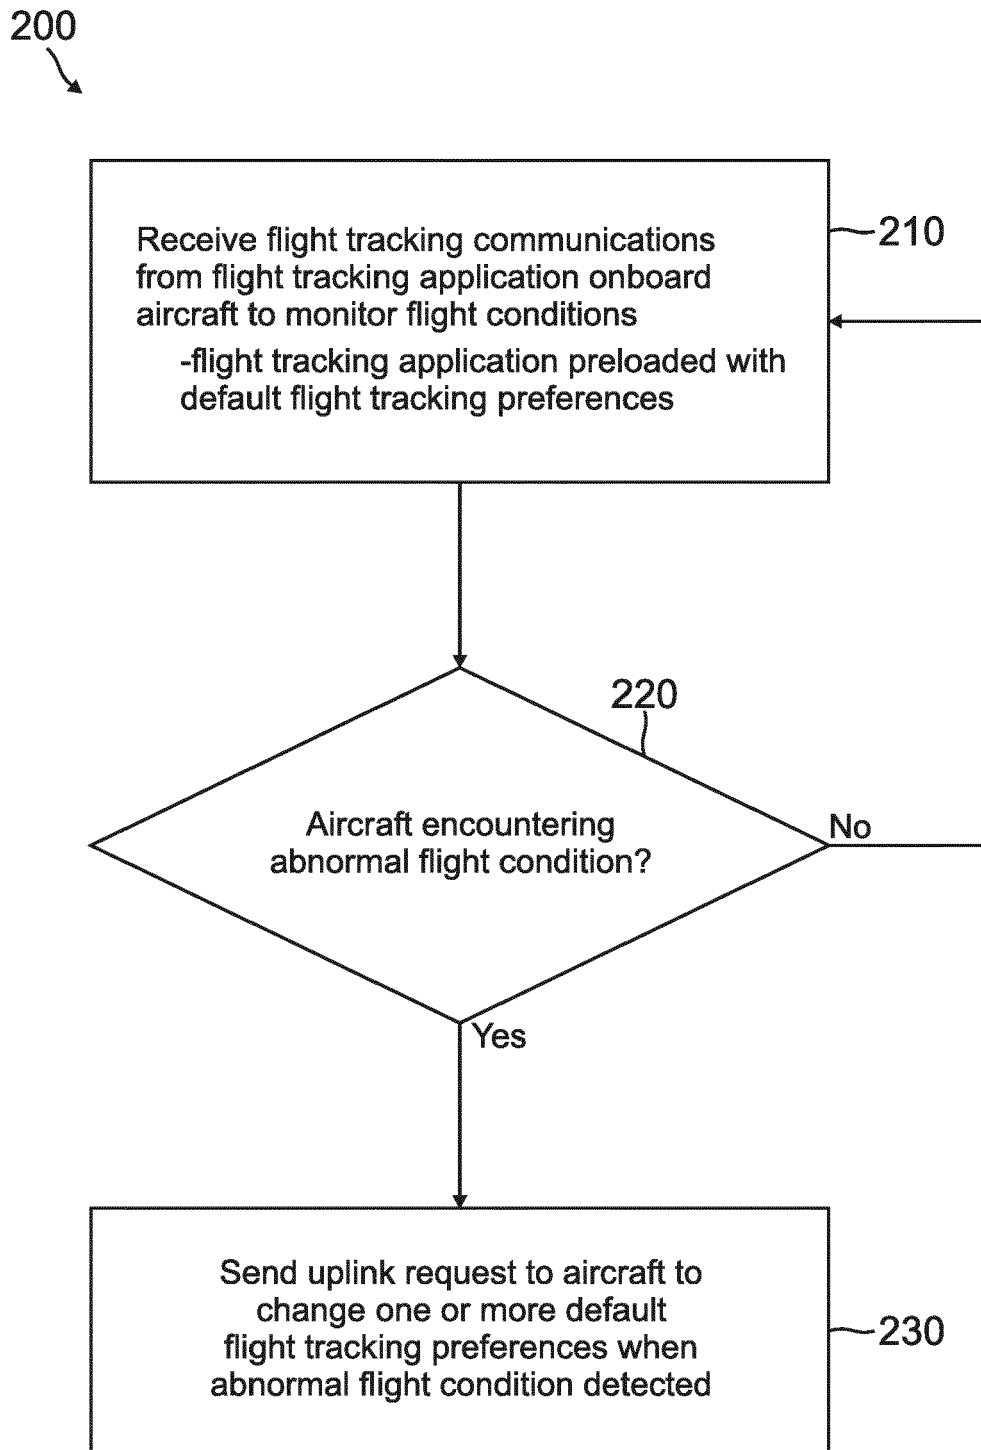 200
Receive flight tracking communications
from flight tracking application onboard
aircraft to monitor flight conditions
-flight tracking application preloaded with
default flight tracking preferences
210
220
Aircraft encountering
abnormal flight condition?
No
Yes
Send uplink request to aircraft to
change one or more default
flight tracking preferences when
abnormal flight condition detected
230